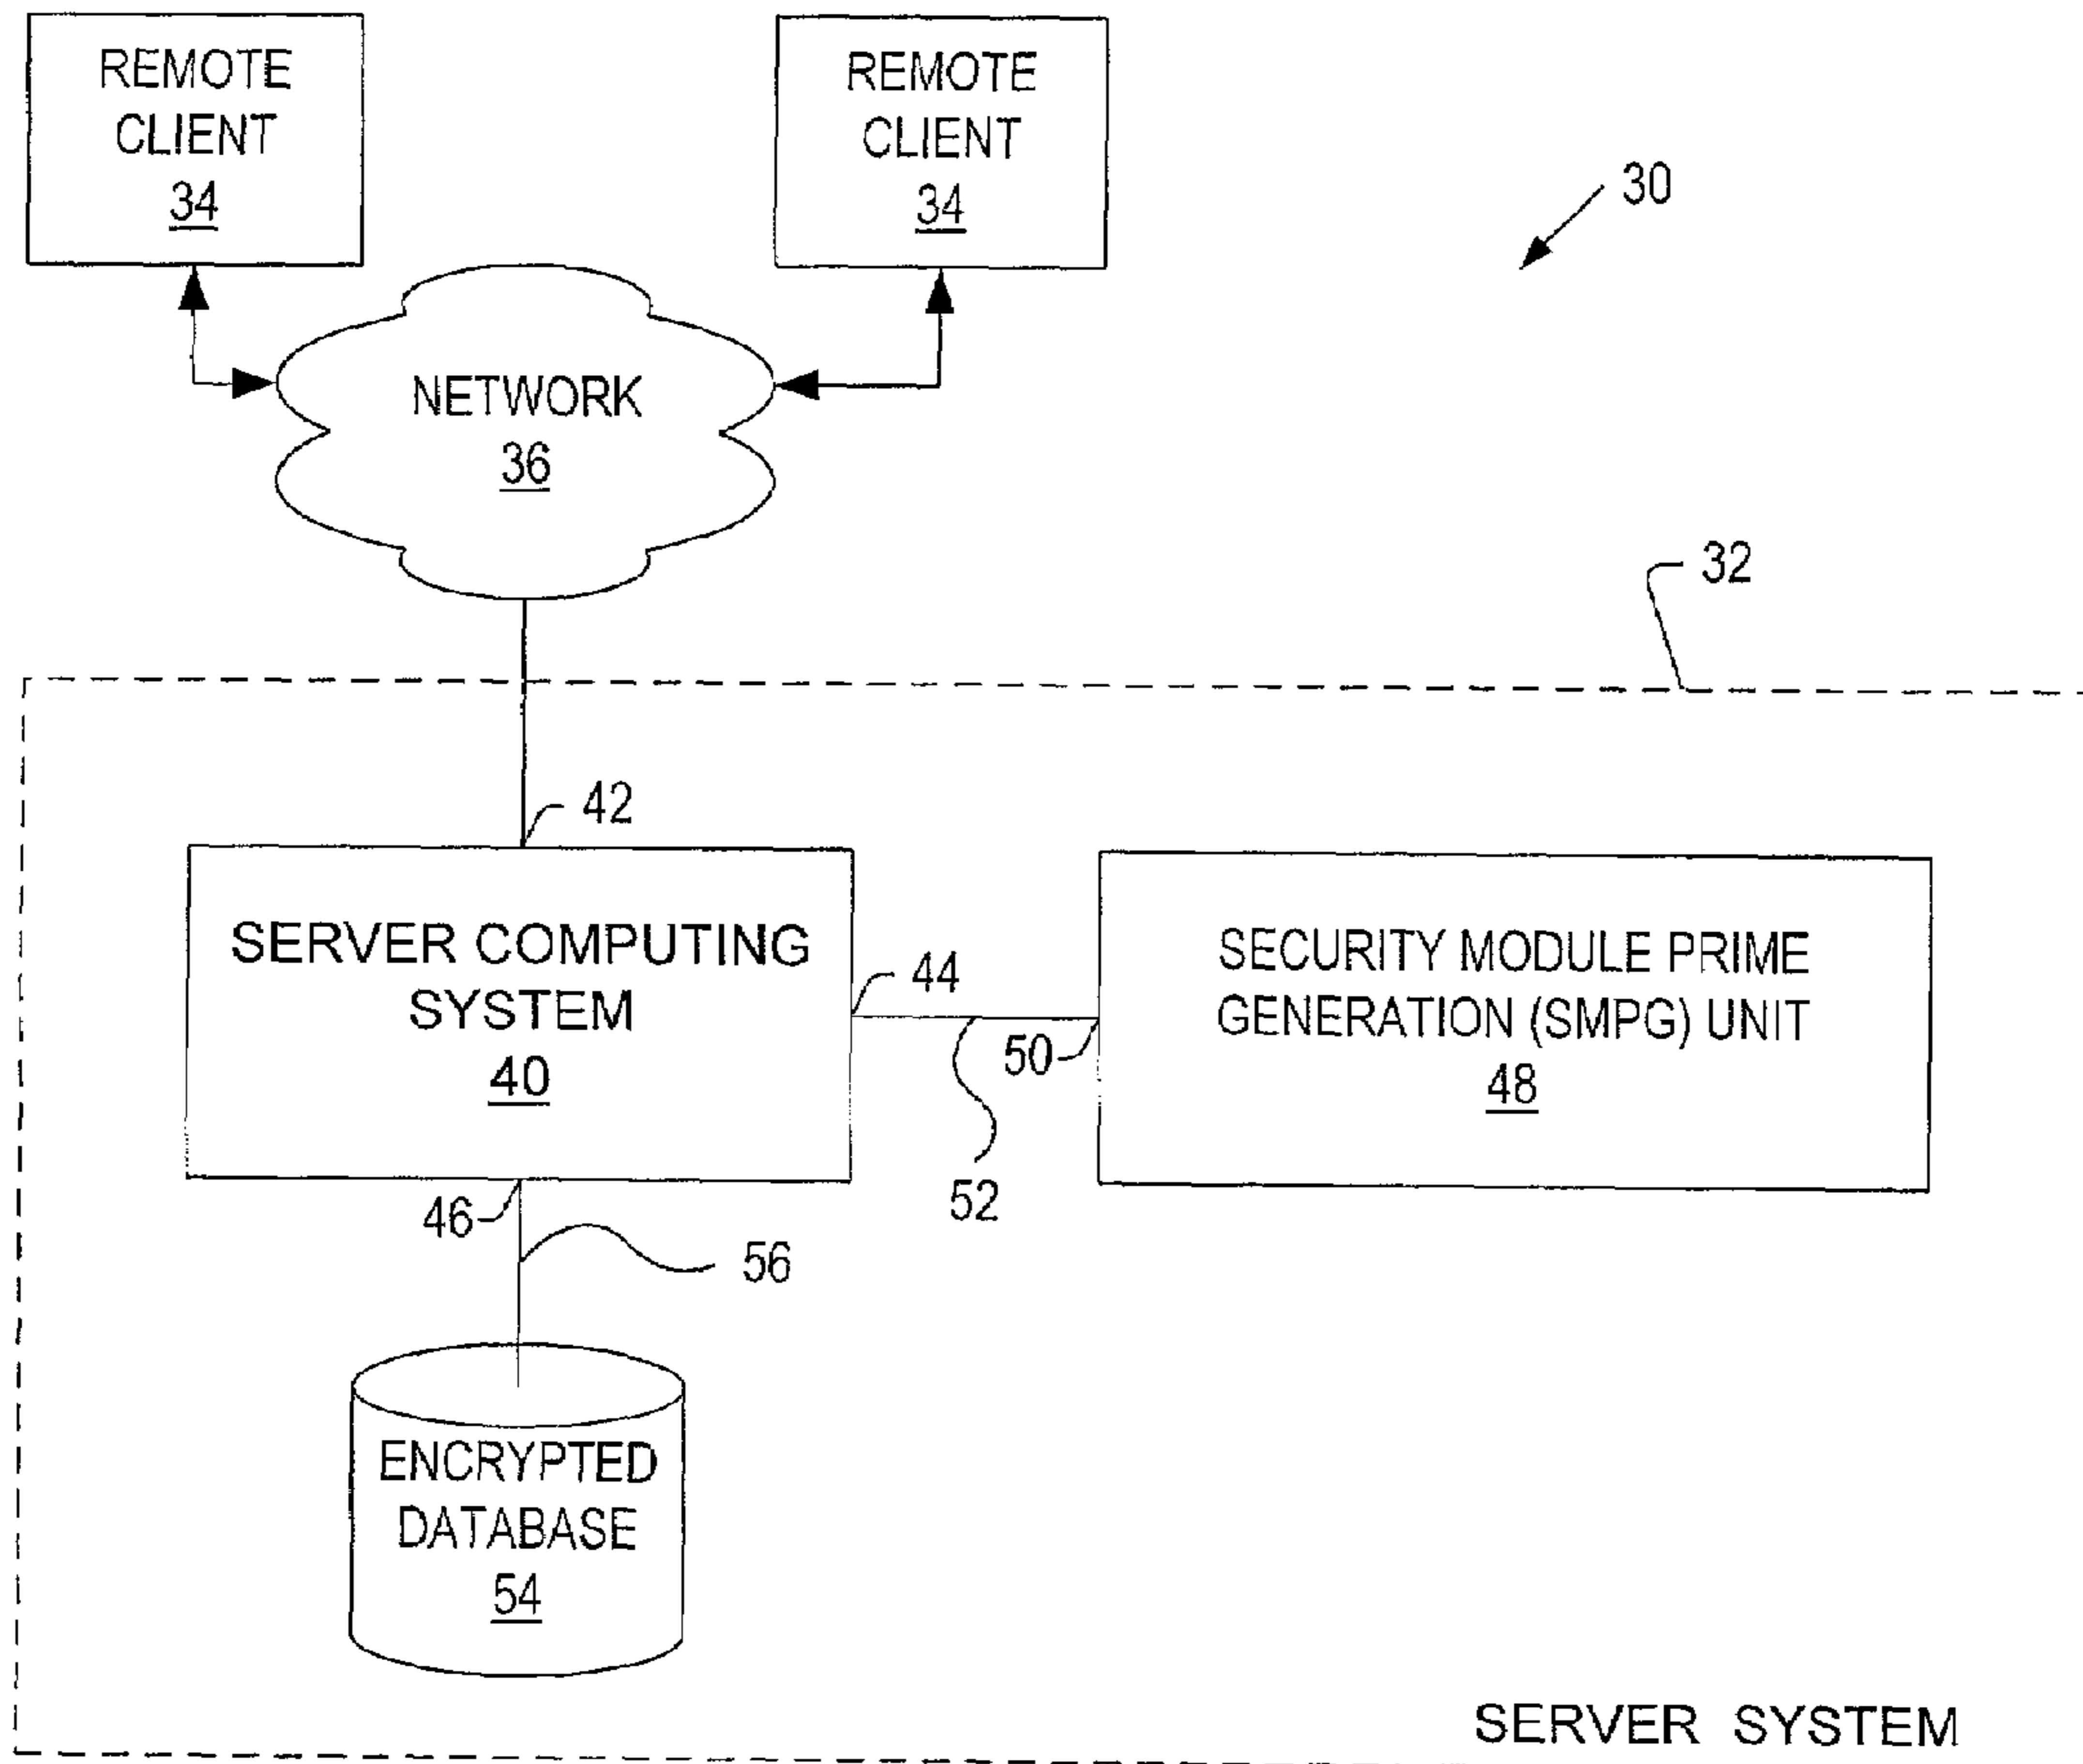 REMOTE
CLIENT
34
REMOTE
CLIENT
34
30
NETWORK
36
32
42
SERVER COMPUTING
SYSTEM
40
44
50
52
SECURITY MODULE PRIME
GENERATION (SMPG) UNIT
48
46
56
ENCRYPTED
DATABASE
54
SERVER SYSTEM